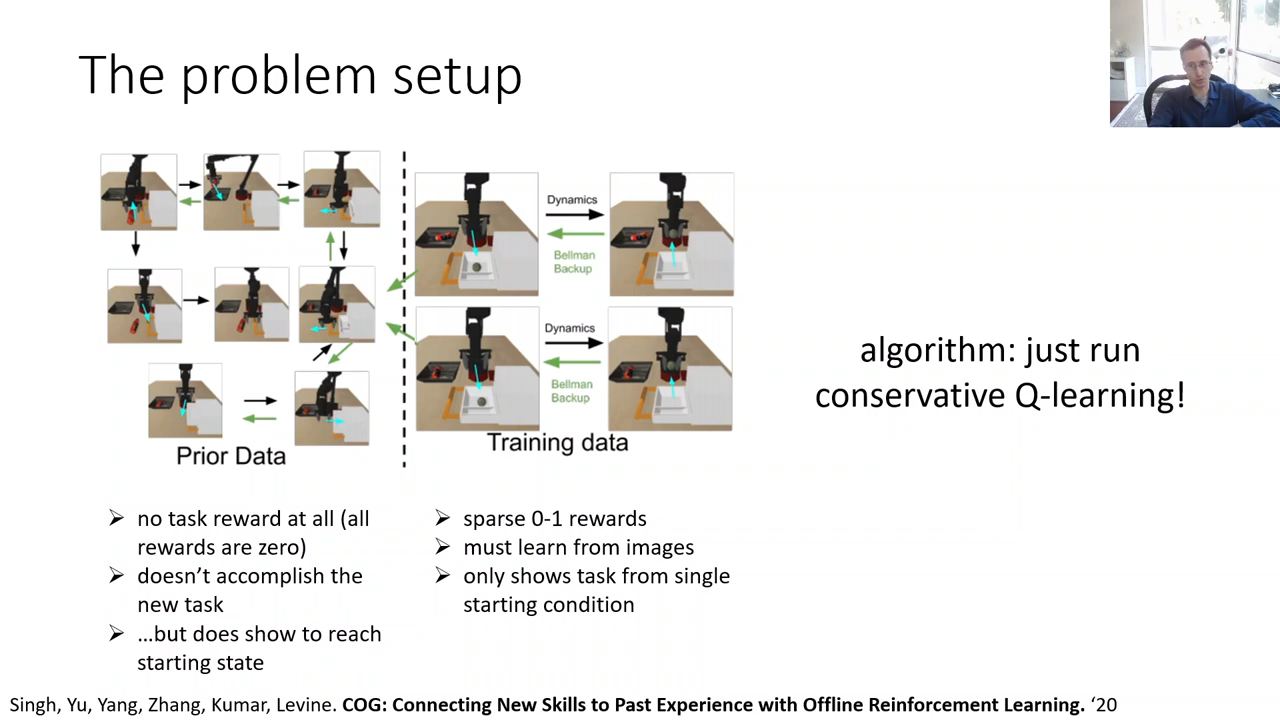 The problem setup
Dynamics
Bellman
Backup
Dynamics
Bellman
Backup
Prior Data
Training data
algorithm: just run
conservative Q-learning!
➢ no task reward at all (all
rewards are zero)
➢ doesn’t accomplish the
new task
➢ …but does show to reach
starting state
➢ sparse 0-1 rewards
➢ must learn from images
➢ only shows task from single
starting condition
Singh, Yu, Yang, Zhang, Kumar, Levine. COG: Connecting New Skills to Past Experience with Offline Reinforcement Learning. ‘20